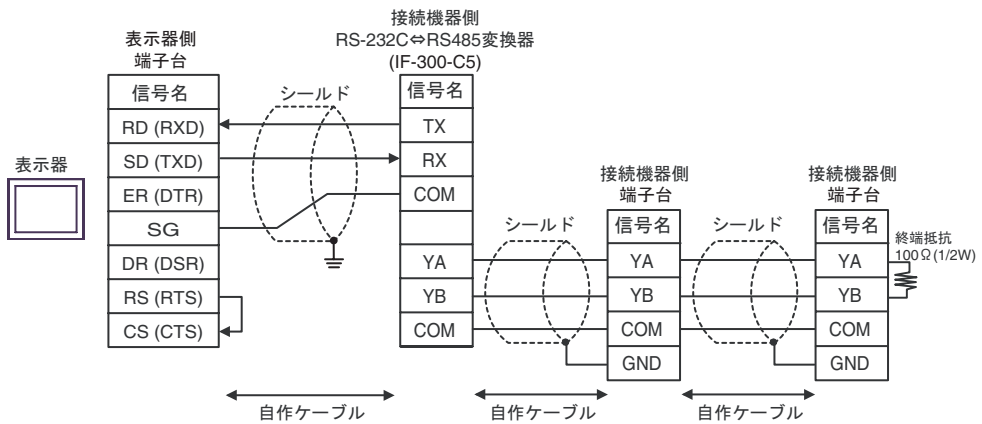 接続機器側
RS-232C⇔RS485変換器
(IF-300-C5)
表示器側
端子台
信号名
RD (RXD)
SD (TXD)
ER (DTR)
SG
DR (DSR)
RS (RTS)
CS (CTS)
表示器
シールド
信号名
TX
RX
COM
YA
YB
COM
シールド
接続機器側
端子台
信号名
YA
YB
COM
GND
シールド
接続機器側
端子台
信号名
YA
YB
COM
GND
終端抵抗
100Ω(1/2W)
自作ケーブル
自作ケーブル
自作ケーブル